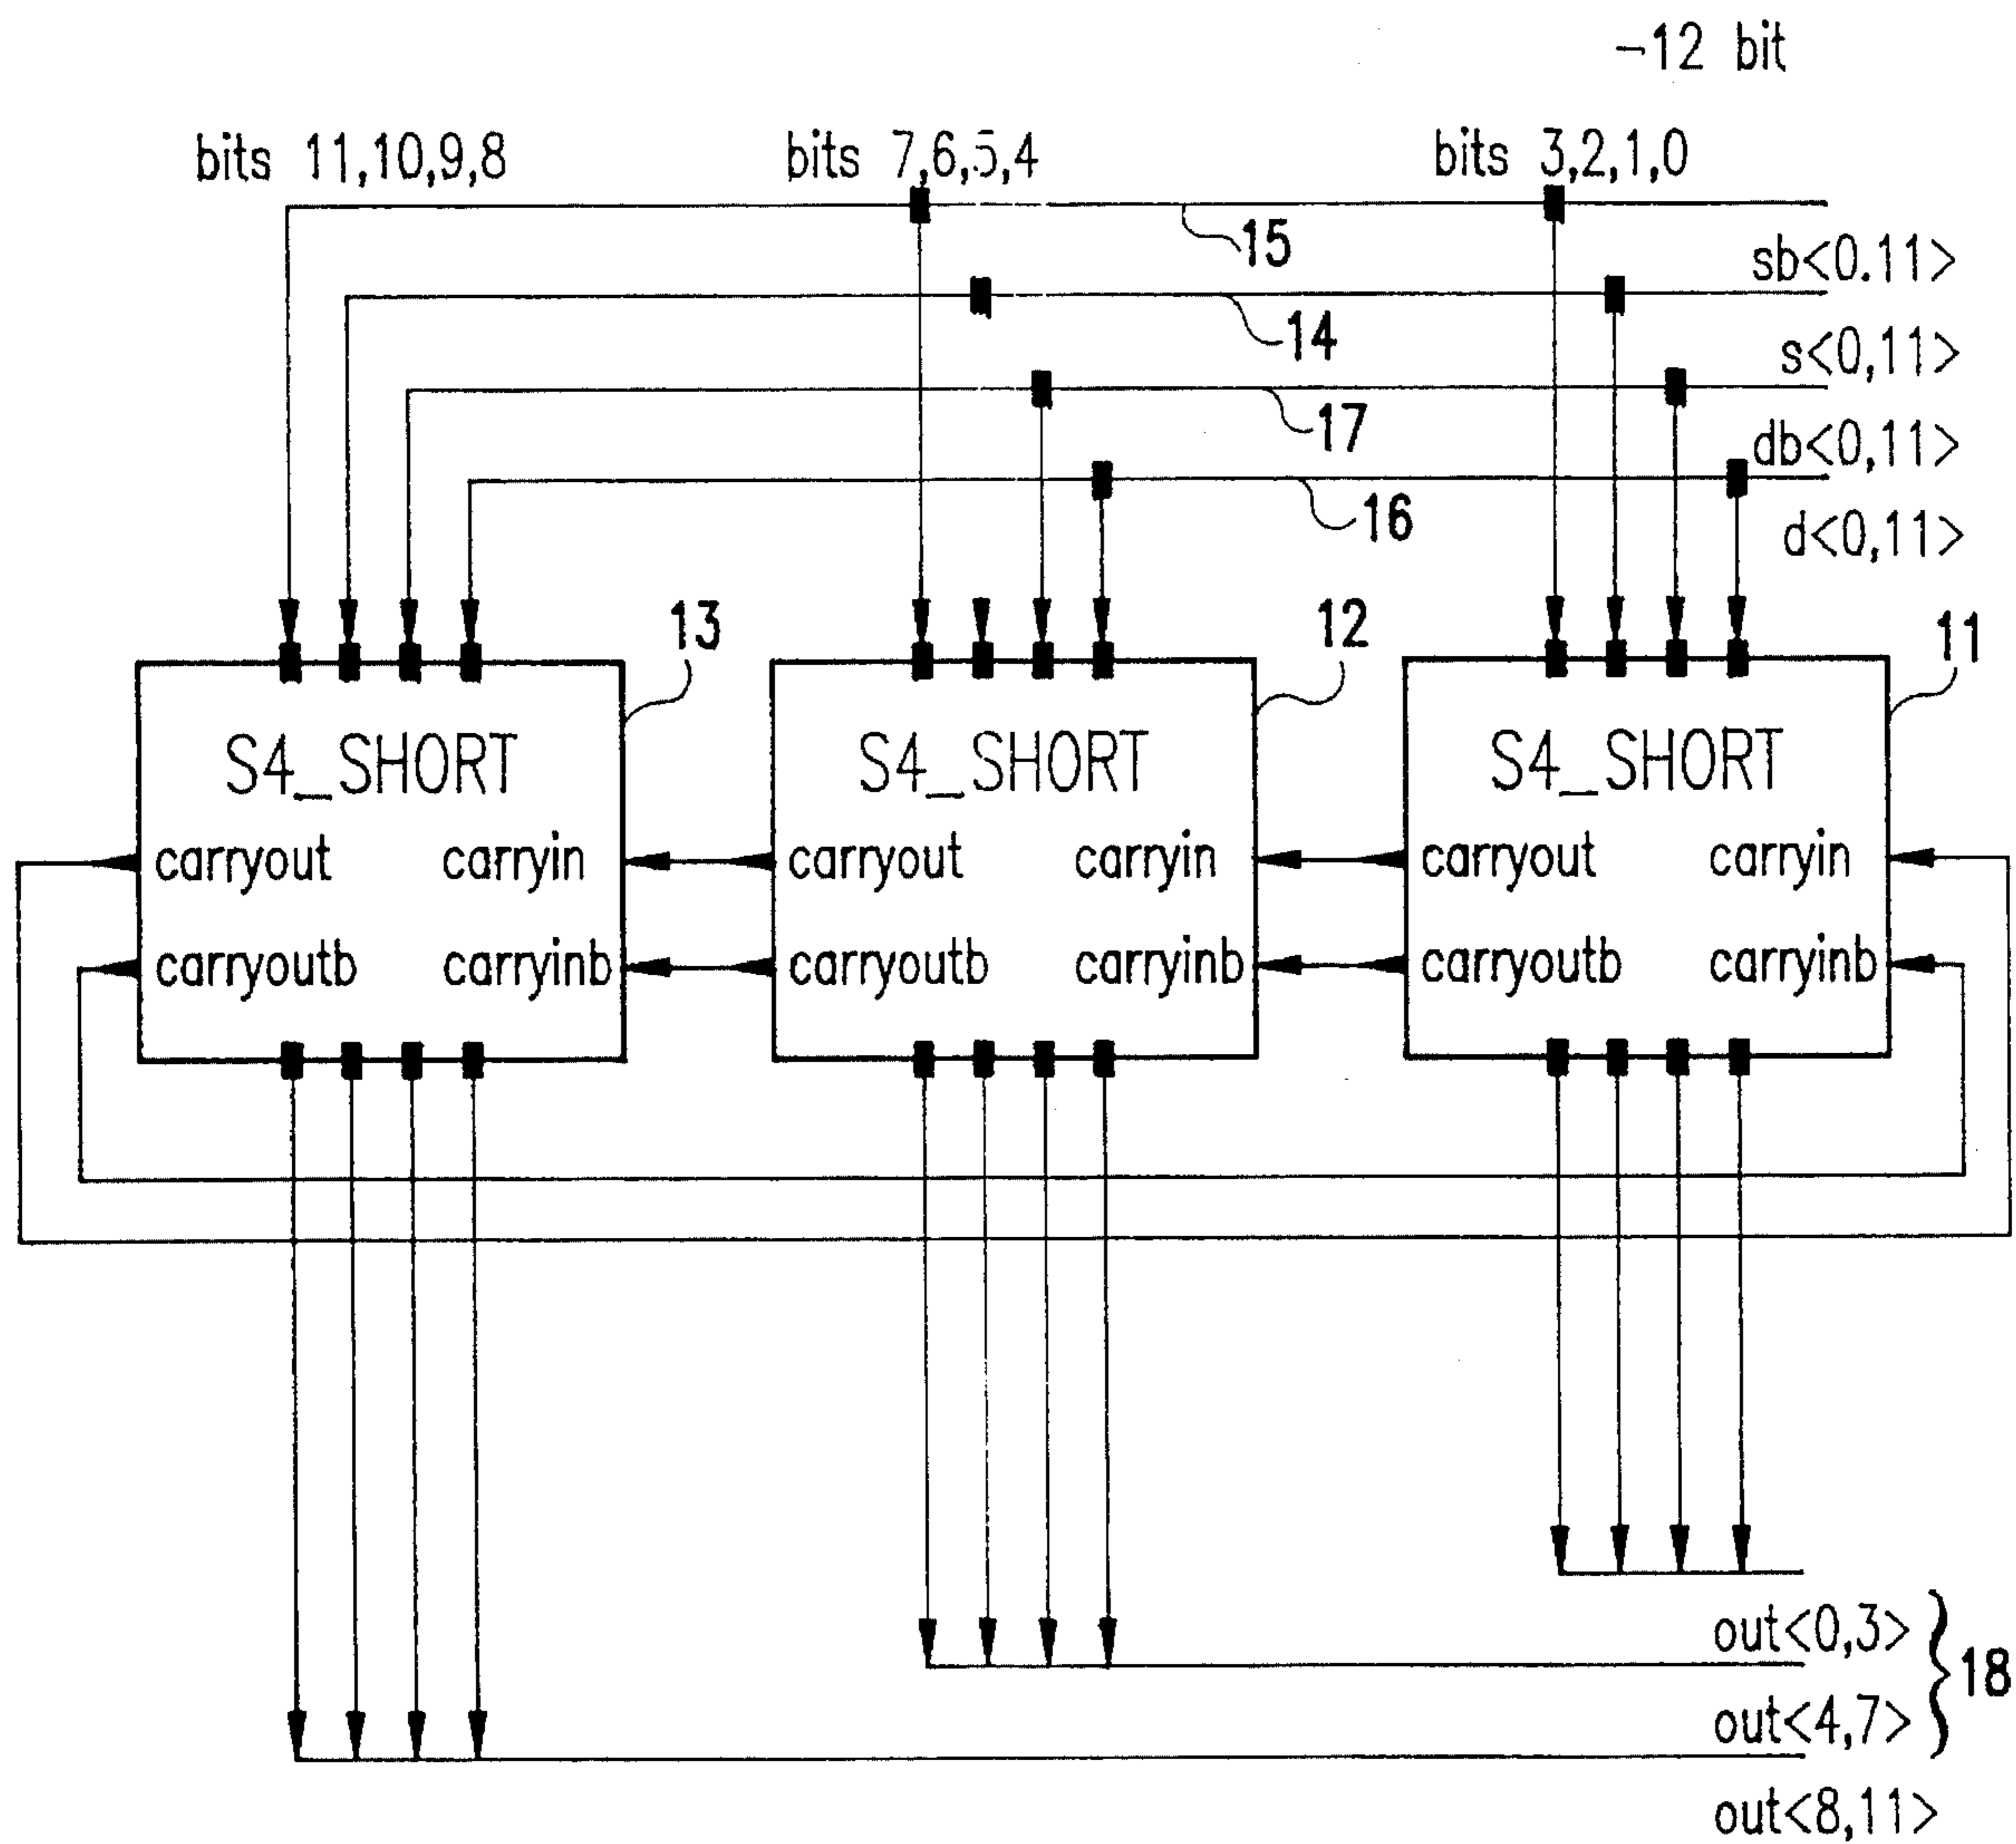 -12 bit
bits 11,10,9,8
bits 7,6,5,4
bits 3,2,1,0
15
sb<0.11>
14
s<0,11>
17
db<0,11>
16
d<0,11>
13
12
11
S4_SHORT
S4_SHORT
S4_SHORT
carryout carryin
carryout carryin
carryout carryin
carryoutb carryinb
carryoutb carryinb
carryoutb carryinb
out<0,3>
18
out<4,7>
out<8,11>